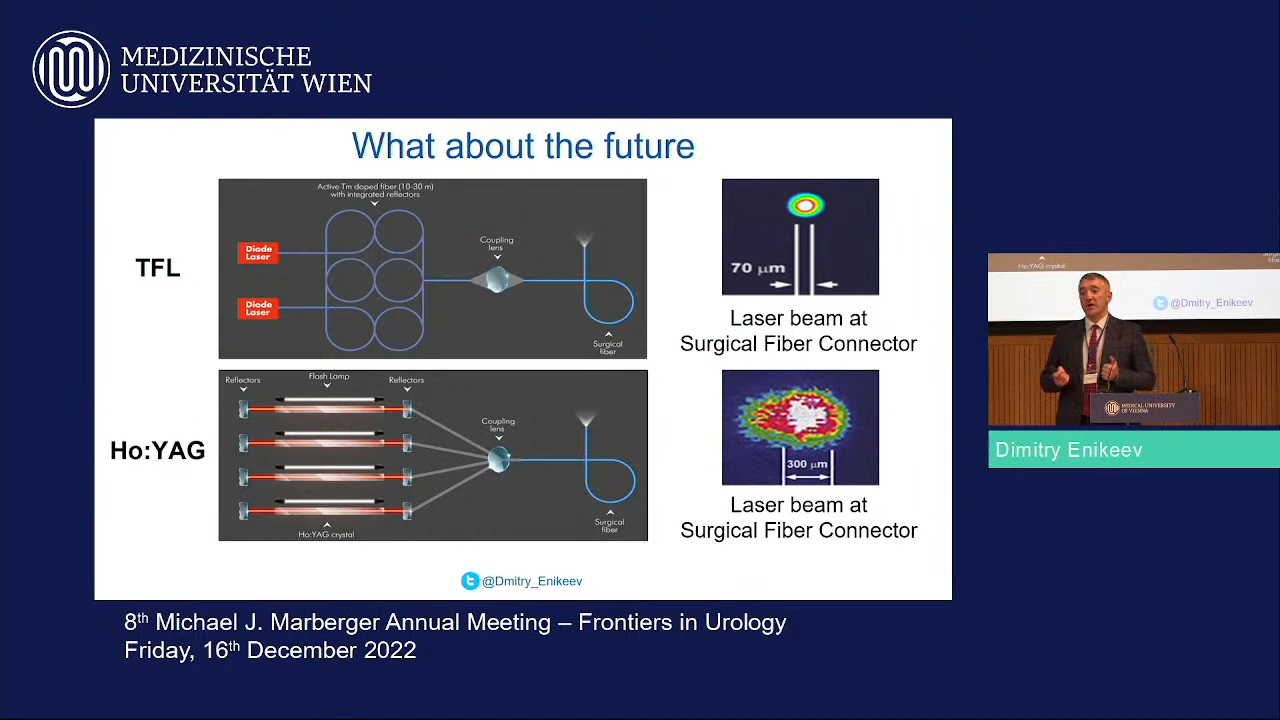 MEDIZINISCHE
UNIVERSITÄT WIEN
What about the future
TFL
Active Tm doped fiber (10-30 m)
with integrated reflectors
Diode
Laser
Diode
Laser
Coupling
lens
Surgical
fiber
70 µm
Laser beam at
Surgical Fiber Connector
Ho:YAG
Reflectors
Flash Lamp
Reflectors
Coupling
lens
Ho:YAG crystal
Surgical
fiber
300 µm
Laser beam at
Surgical Fiber Connector
@Dmitry_Enikeev
Ho:YAG crystal
@Dmitry_Enikeev
MEDICAL UNIVERSITY
OF VIENNA
Dimitry Enikeev
8th Michael J. Marberger Annual Meeting – Frontiers in Urology
Friday, 16th December 2022